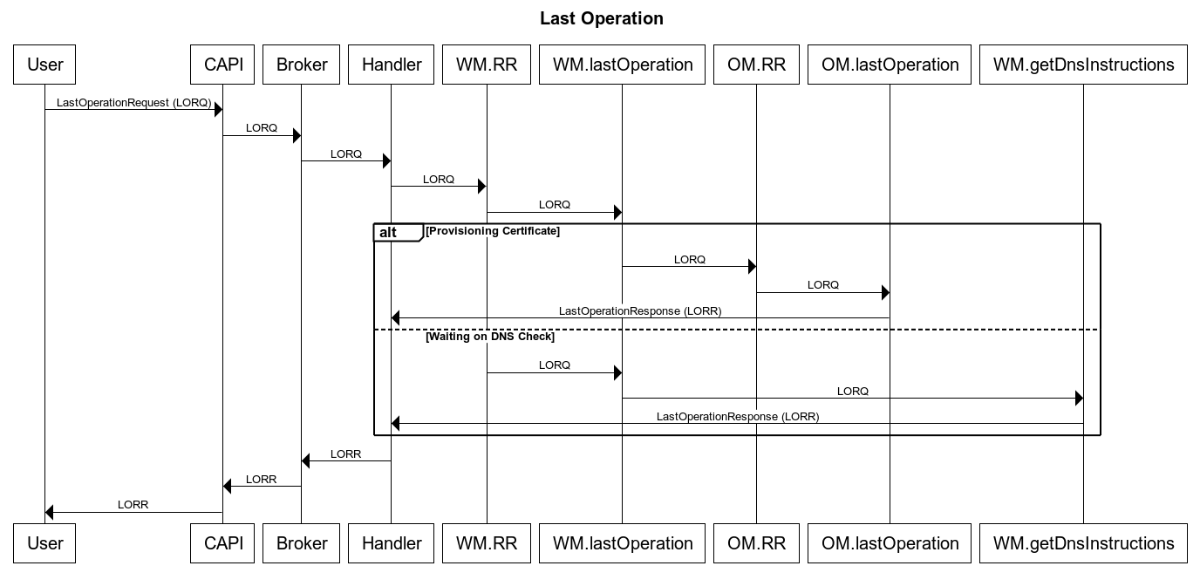 Last Operation
User CAPI Broker Handler WM.RR WM.lastOperation OM.RR OM.lastOperation WM.getDnsInstructions
LastOperationRequest (LORQ)
LORQ
LORQ
LORQ
LORQ
alt [Provisioning Certificate]
LORQ
LORQ
LastOperationResponse (LORR)
[Waiting on DNS Check]
LORQ
LORQ
LastOperationResponse (LORR)
LORR
LORR
LORR
User CAPI Broker Handler WM.RR WM.lastOperation OM.RR OM.lastOperation WM.getDnsInstructions